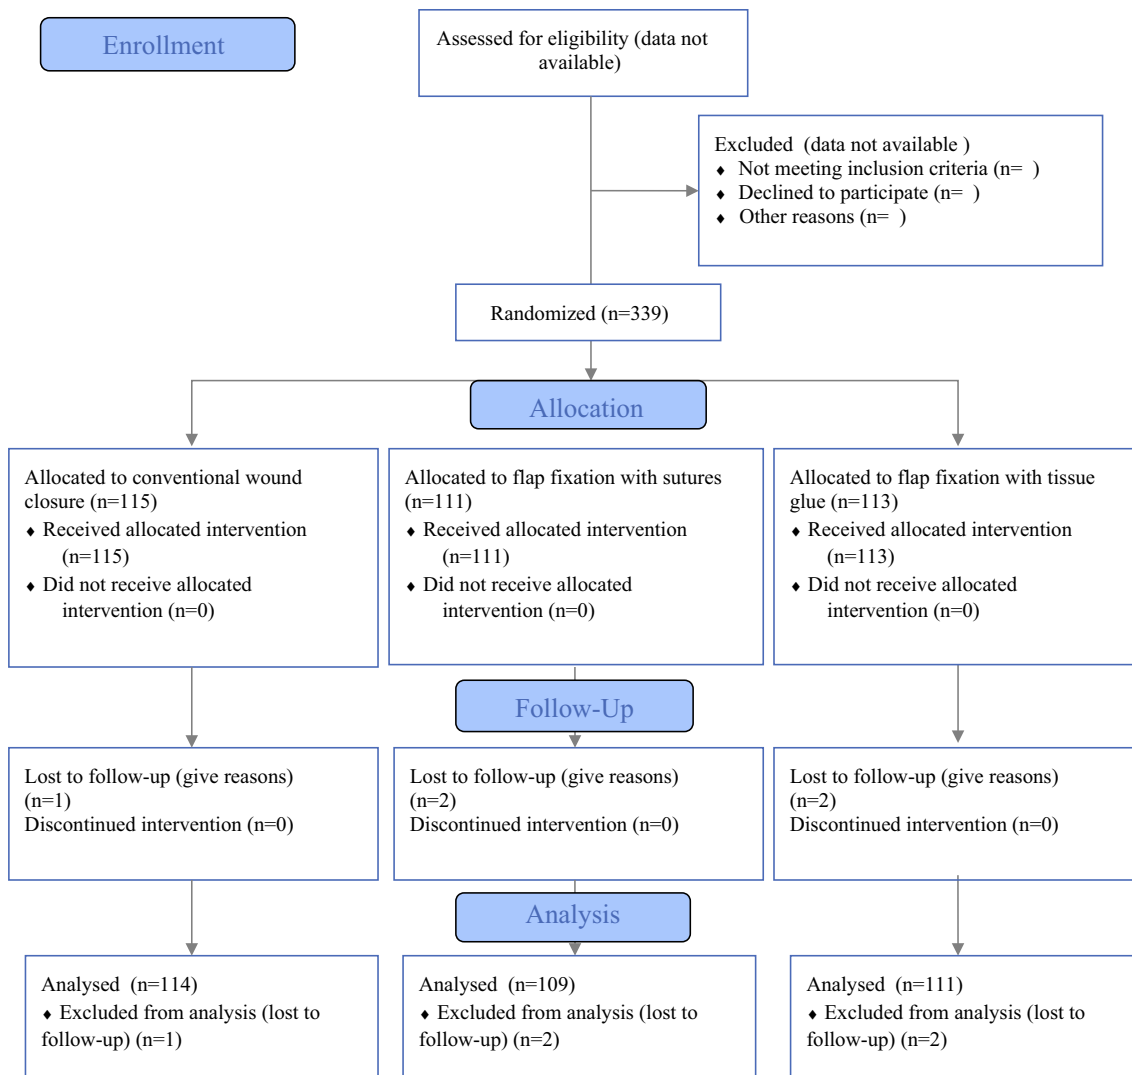 Enrollment
Assessed for eligibility (data not
available)
Excluded (data not available )
♦ Not meeting inclusion criteria (n= )
♦ Declined to participate (n= )
♦ Other reasons (n= )
Randomized (n=339)
Allocation
Allocated to conventional wound
closure (n=115)
♦ Received allocated intervention
(n=115)
♦ Did not receive allocated
intervention (n=0)
Allocated to flap fixation with sutures
(n=111)
♦ Received allocated intervention
(n=111)
♦ Did not receive allocated
intervention (n=0)
Allocated to flap fixation with tissue
glue (n=113)
♦ Received allocated intervention
(n=113)
♦ Did not receive allocated
intervention (n=0)
Follow-Up
Lost to follow-up (give reasons)
(n=1)
Discontinued intervention (n=0)
Lost to follow-up (give reasons)
(n=2)
Discontinued intervention (n=0)
Lost to follow-up (give reasons)
(n=2)
Discontinued intervention (n=0)
Analysis
Analysed (n=114)
♦ Excluded from analysis (lost to
follow-up) (n=1)
Analysed (n=109)
♦ Excluded from analysis (lost to
follow-up) (n=2)
Analysed (n=111)
♦ Excluded from analysis (lost to
follow-up) (n=2)